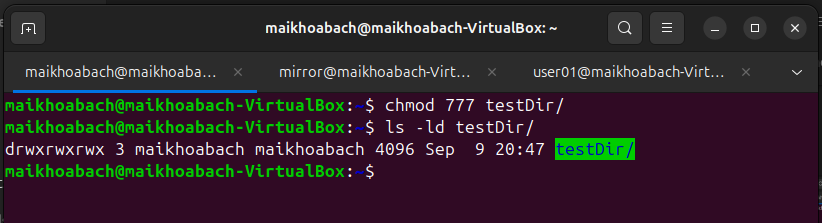 maikhoabach@maikhoabach-VirtualBox: ~
maikhoabach@maikhoaba...
mirror@maikhoabach-Virt...
user01@maikhoabach-Virt...
maikhoabach@maikhoabach-VirtualBox:~$ chmod 777 testDir/
maikhoabach@maikhoabach-VirtualBox:~$ ls -ld testDir/
drwxrwxrwx 3 maikhoabach maikhoabach 4096 Sep  9 20:47 testDir/
maikhoabach@maikhoabach-VirtualBox:~$